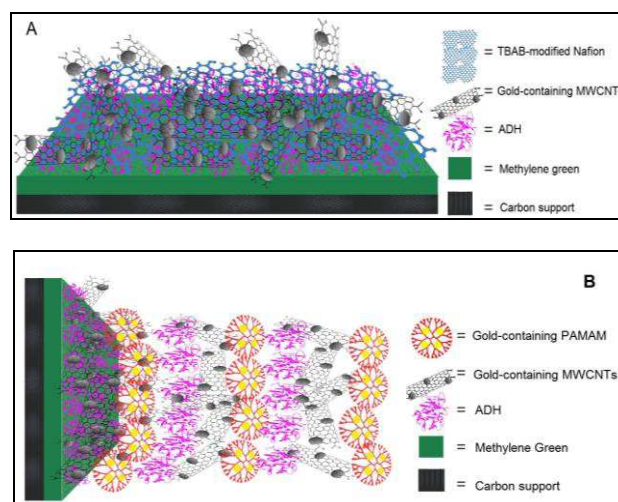 A
= TBAB-modified Nafion
= Gold-containing MWCNT
= ADH
= Methylene green
= Carbon support
B
= Gold-containing PAMAM
= Gold-containing MWCNTs
= ADH
= Methylene Green
= Carbon support